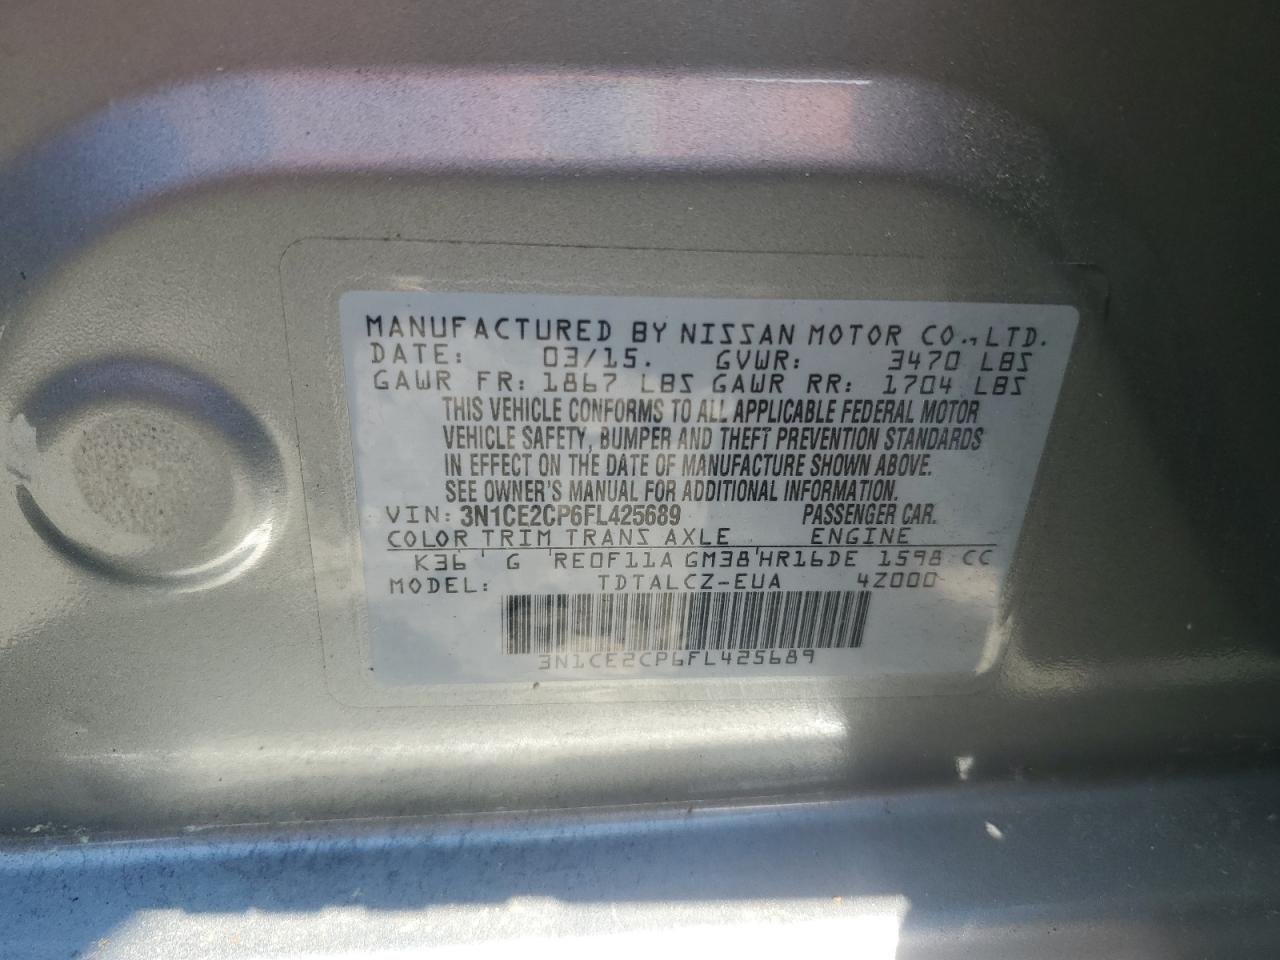 MANUFACTURED BY NISSAN MOTOR CO.,LTD.
DATE: 03/15. GVWR: 3470 LBS
GAWR FR: 1867 LBS GAWR RR: 1704 LBS
THIS VEHICLE CONFORMS TO ALL APPLICABLE FEDERAL MOTOR
VEHICLE SAFETY, BUMPER AND THEFT PREVENTION STANDARDS
IN EFFECT ON THE DATE OF MANUFACTURE SHOWN ABOVE.
SEE OWNER'S MANUAL FOR ADDITIONAL INFORMATION.
VIN: 3N1CE2CP6FL425689 PASSENGER CAR.
COLOR TRIM TRANS AXLE ENGINE
K36 G RE0F11A GM38 HR16DE 1598 CC
MODEL: TDTALCZ-EUA 4Z000
3N1CE2CP6FL425689